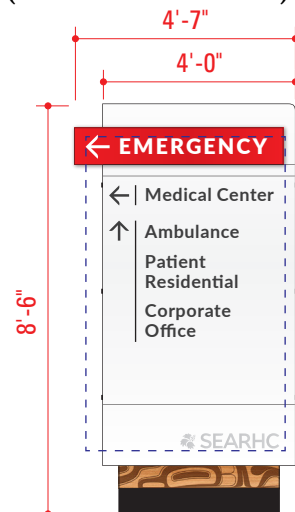 4'-7"
4'-0"
EMERGENCY
Medical Center
Ambulance
Patient
Residential
Corporate
Office
8'-6"
SEARHC